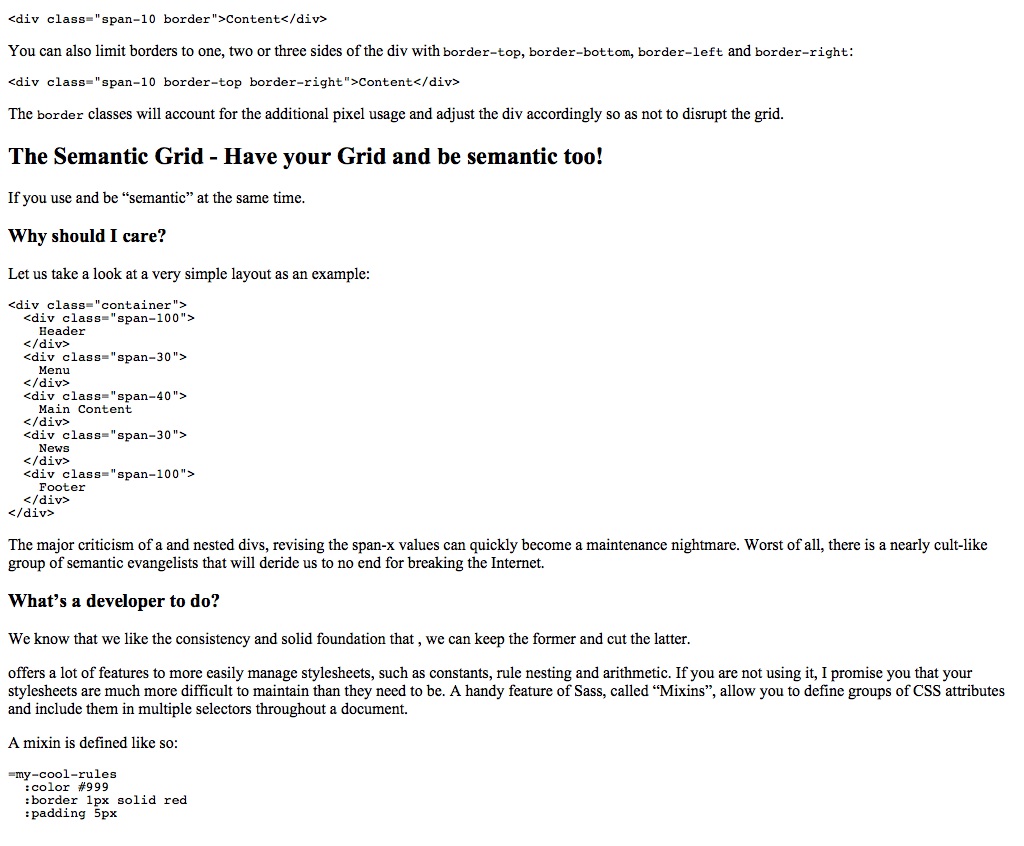 <div class="span-10 border">Content</div>
You can also limit borders to one, two or three sides of the div with border-top, border-bottom, border-left and border-right:
<div class="span-10 border-top border-right">Content</div>
The border classes will account for the additional pixel usage and adjust the div accordingly so as not to disrupt the grid.
The Semantic Grid - Have your Grid and be semantic too!
If you use and be “semantic” at the same time.
Why should I care?
Let us take a look at a very simple layout as an example:
<div class="container">
  <div class="span-100">
    Header
  </div>
  <div class="span-30">
    Menu
  </div>
  <div class="span-40">
    Main Content
  </div>
  <div class="span-30">
    News
  </div>
  <div class="span-100">
    Footer
  </div>
</div>
The major criticism of a and nested divs, revising the span-x values can quickly become a maintenance nightmare. Worst of all, there is a nearly cult-like
group of semantic evangelists that will deride us to no end for breaking the Internet.
What’s a developer to do?
We know that we like the consistency and solid foundation that , we can keep the former and cut the latter.
offers a lot of features to more easily manage stylesheets, such as constants, rule nesting and arithmetic. If you are not using it, I promise you that your
stylesheets are much more difficult to maintain than they need to be. A handy feature of Sass, called “Mixins”, allow you to define groups of CSS attributes
and include them in multiple selectors throughout a document.
A mixin is defined like so:
=my-cool-rules
  :color #999
  :border 1px solid red
  :padding 5px